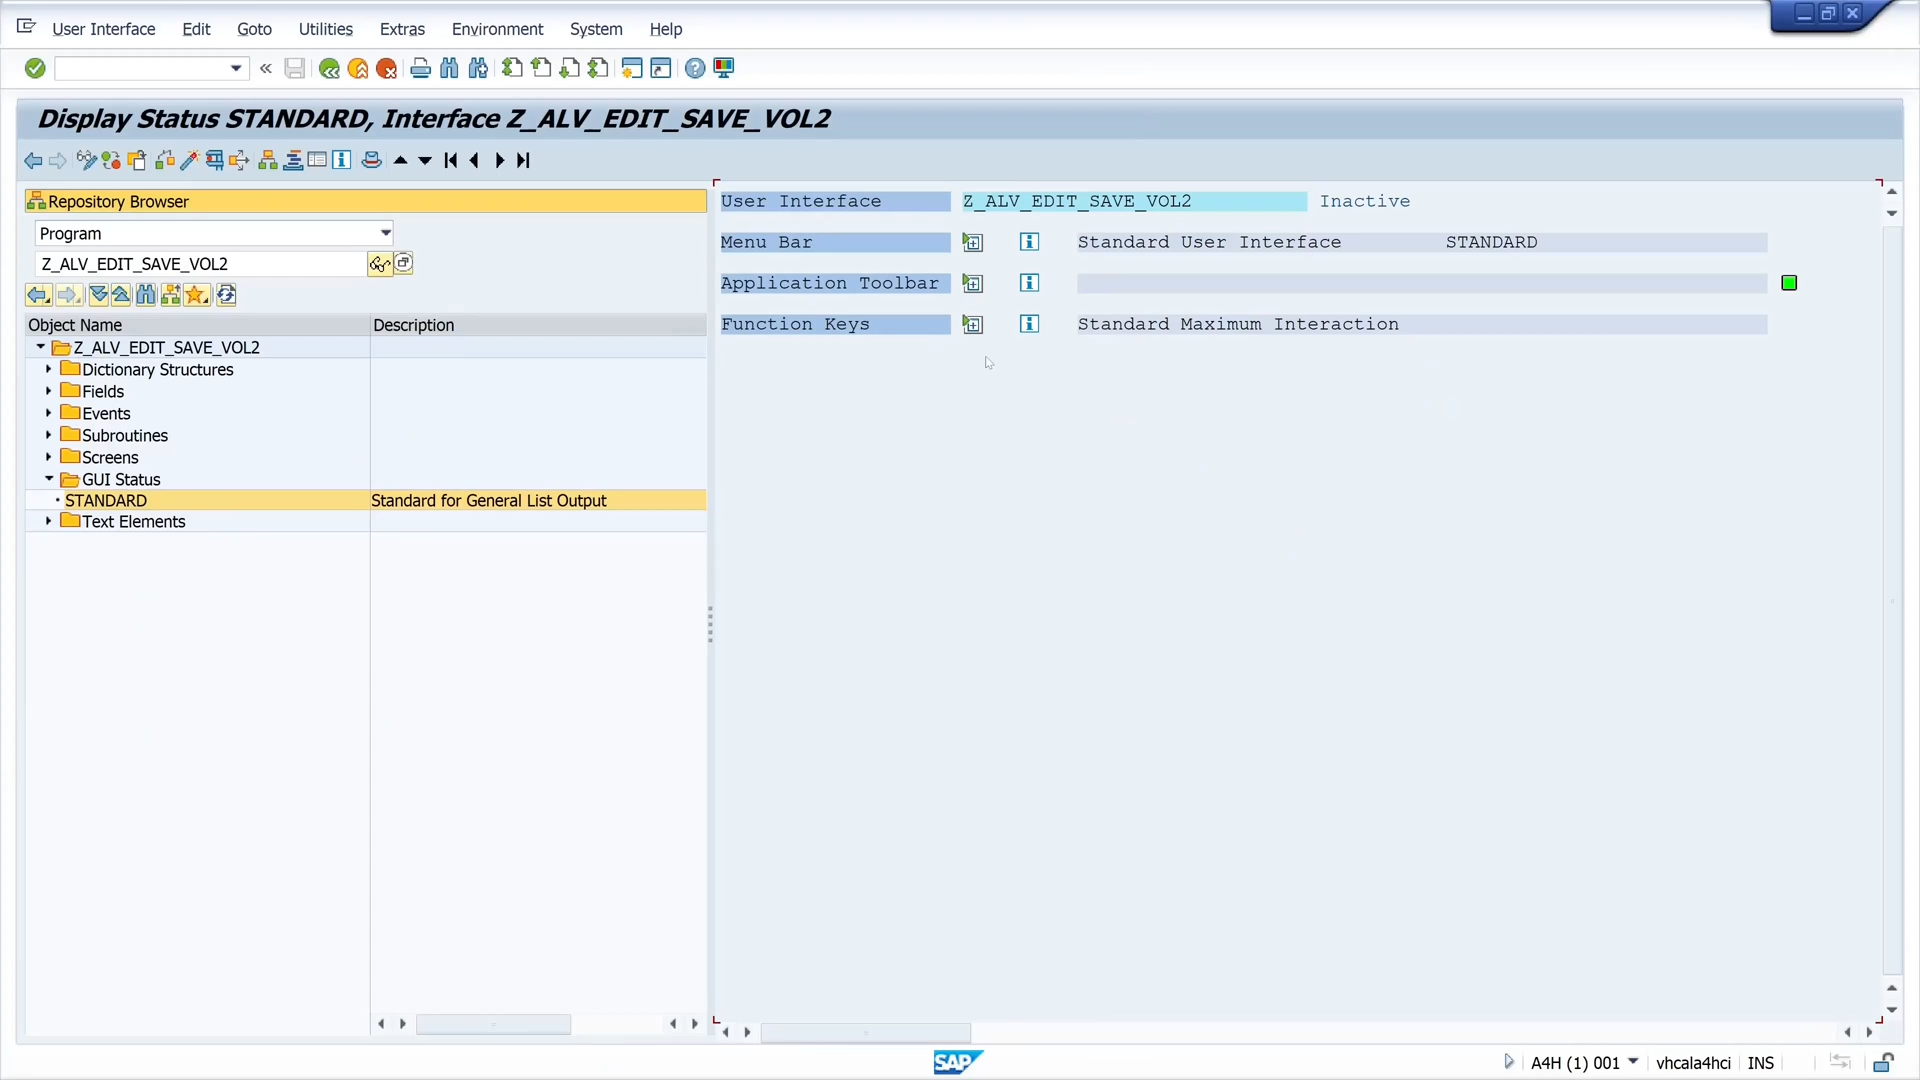 User Interface Edit Goto Utilities Extras Environment System Help
Display Status STANDARD, Interface Z_ALV_EDIT_SAVE_VOL2
Repository Browser
Program
Z_ALV_EDIT_SAVE_VOL2
Object Name Description
Z_ALV_EDIT_SAVE_VOL2
Dictionary Structures
Fields
Events
Subroutines
Screens
GUI Status
STANDARD Standard for General List Output
Text Elements
User Interface Z_ALV_EDIT_SAVE_VOL2 Inactive
Menu Bar Standard User Interface STANDARD
Application Toolbar
Function Keys Standard Maximum Interaction
SAP A4H (1) 001 vhcala4hci INS